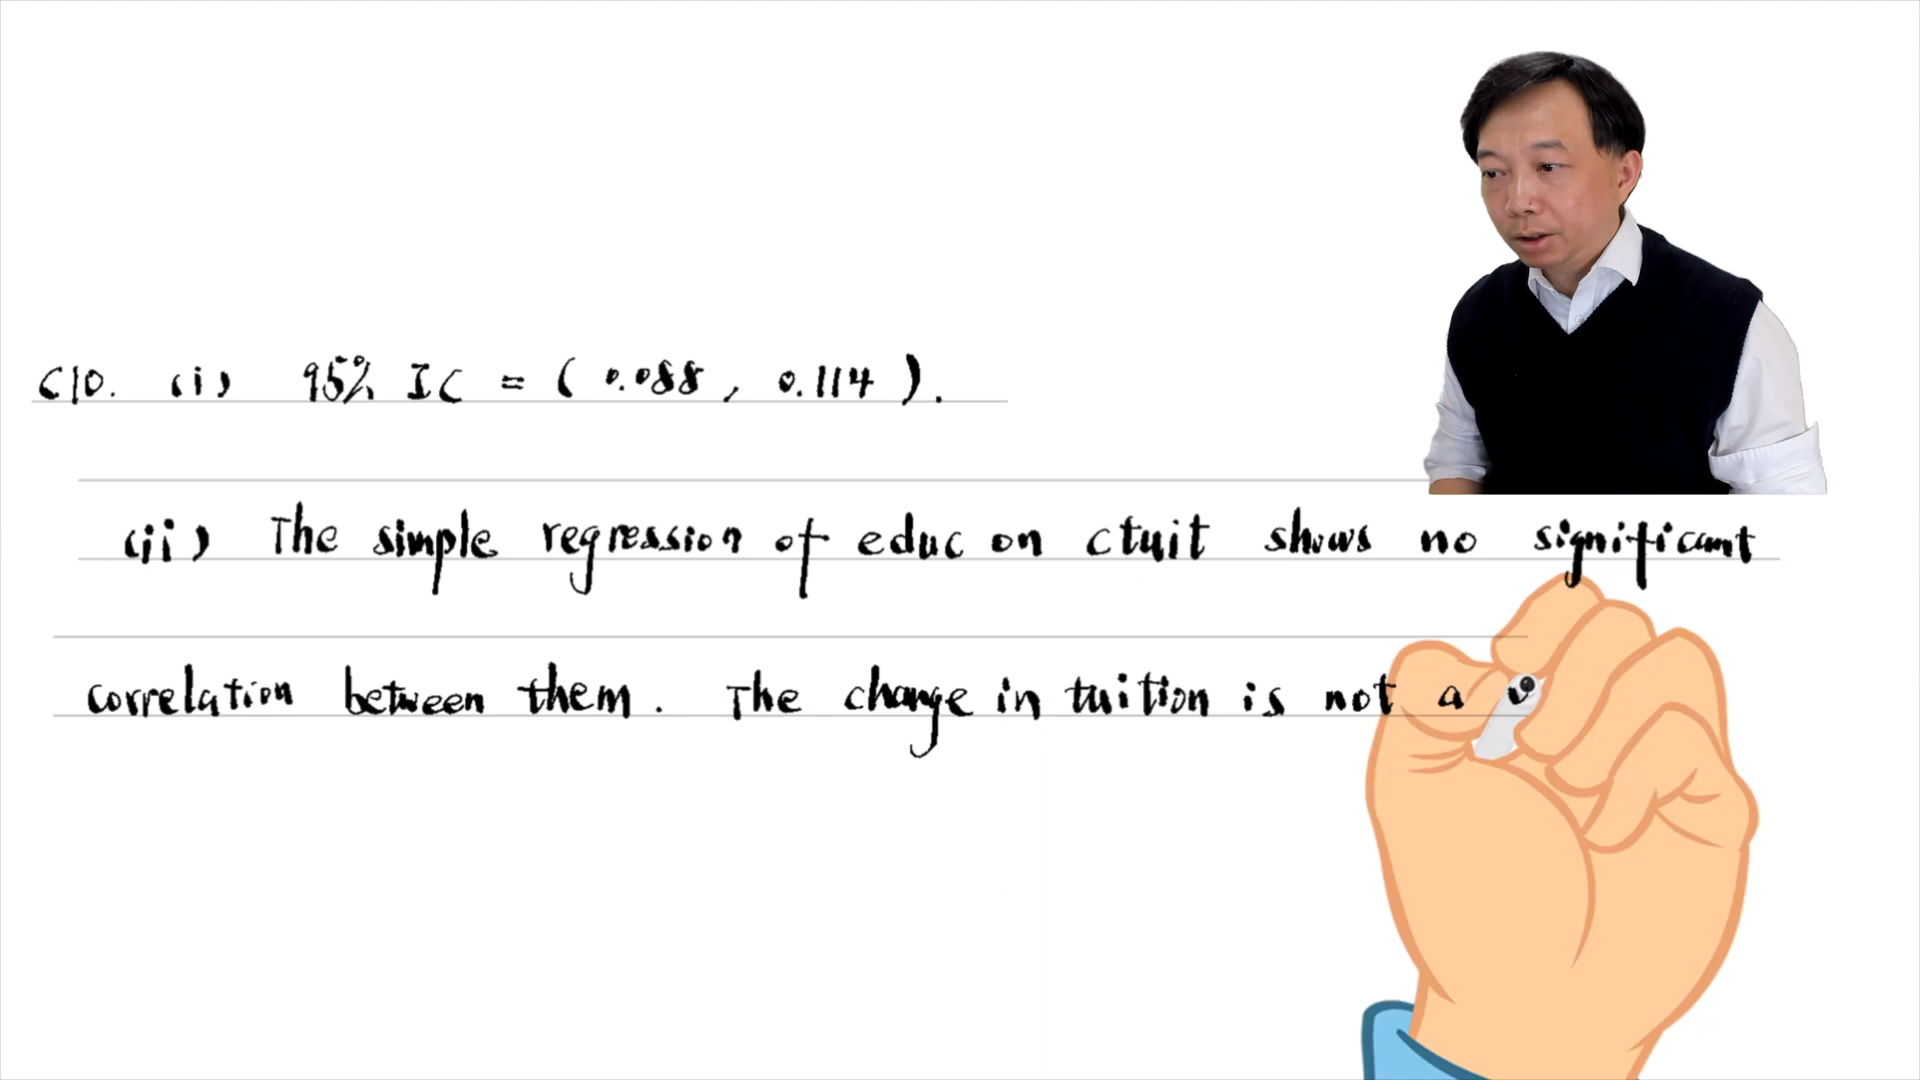 C10. (i) 95% IC = ( 0.088 , 0.114 ).
(ii) The simple regression of educ on ctuit shows no significant
correlation between them. The change in tuition is not a v